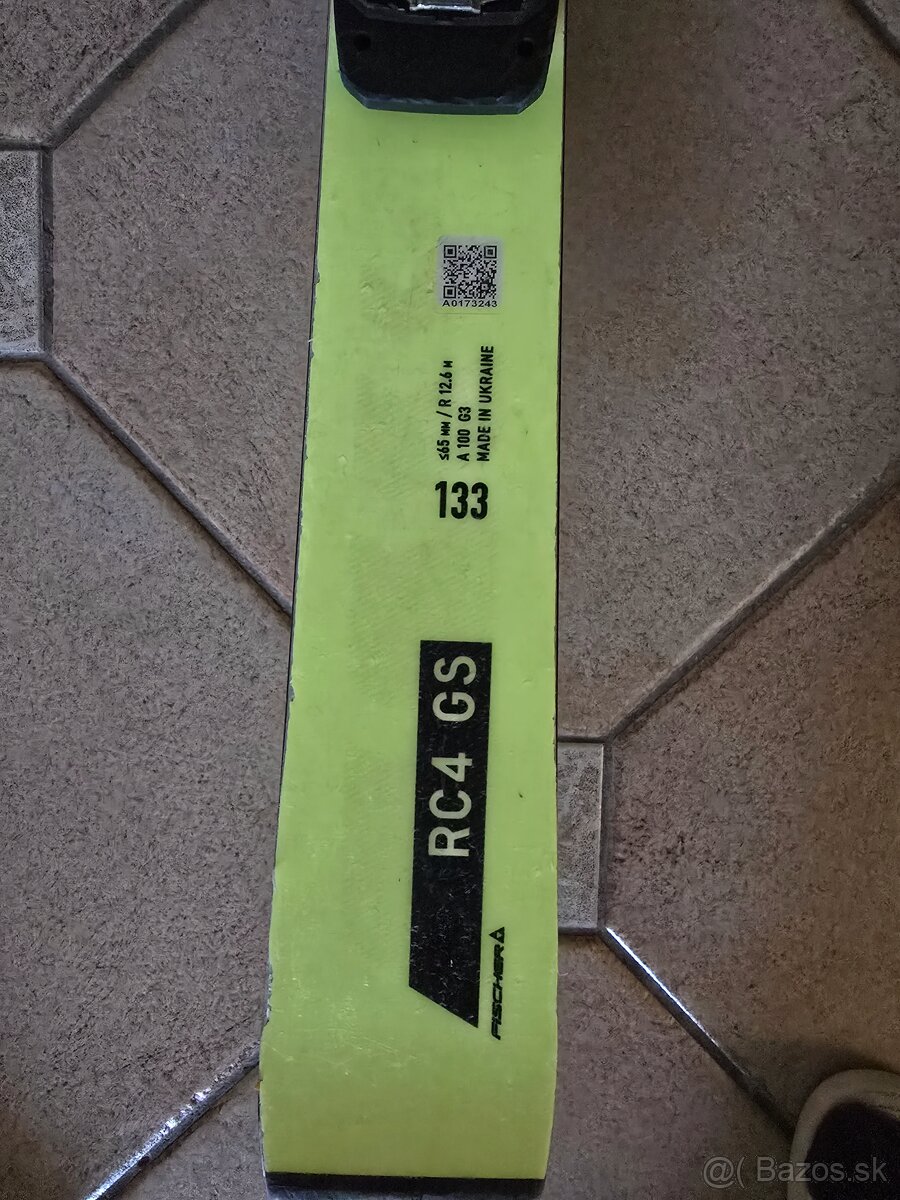 A0173243
≤65 MM / R 12.6 M
A 100 G3
MADE IN UKRAINE
133
RC4 GS
FISCHER
@( Bazos.sk